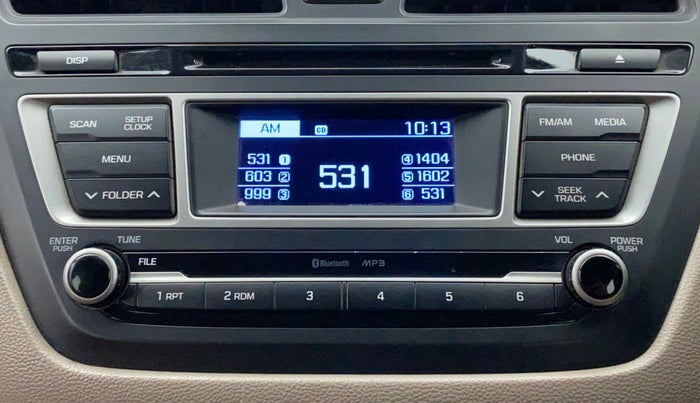 DISP
SCAN SETUP CLOCK
FM/AM MEDIA
MENU
PHONE
FOLDER
SEEK TRACK
AM CD 10:13
531 1 4 1404
603 2 531 5 1602
999 3 6 531
ENTER PUSH TUNE
VOL POWER PUSH
FILE Bluetooth MP3
1 RPT 2 RDM 3 4 5 6